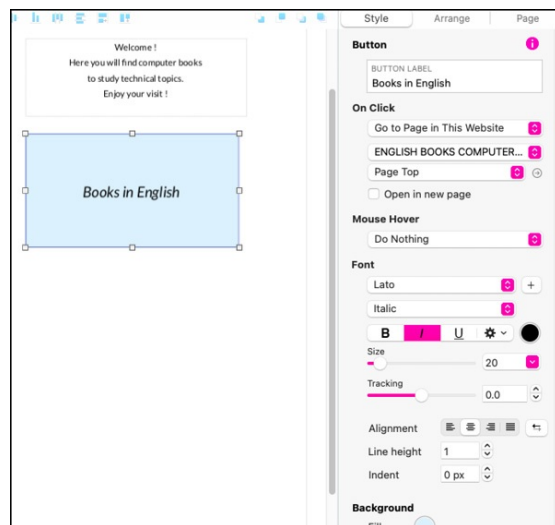 Style
Arrange
Page
Welcome !
Here you will find computer books
to study technical topics.
Enjoy your visit !
Books in English
Button
BUTTON LABEL
Books in English
On Click
Go to Page in This Website
ENGLISH BOOKS COMPUTER...
Page Top
Open in new page
Mouse Hover
Do Nothing
Font
Lato
Italic
B I U
Size
20
Tracking
0.0
Alignment
Line height 1
Indent 0 px
Background